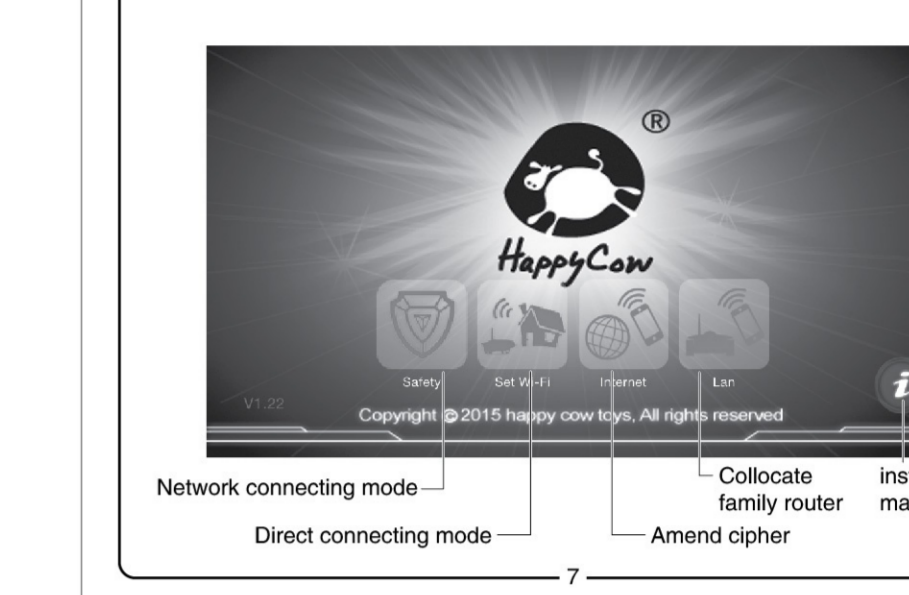 ®
HappyCow
Safety
Set Wi-Fi
Internet
Lan
V1.22
Copyright © 2015 happy cow toys, All rights reserved
Network connecting mode
Direct connecting mode
Collocate
family router
Amend cipher
7